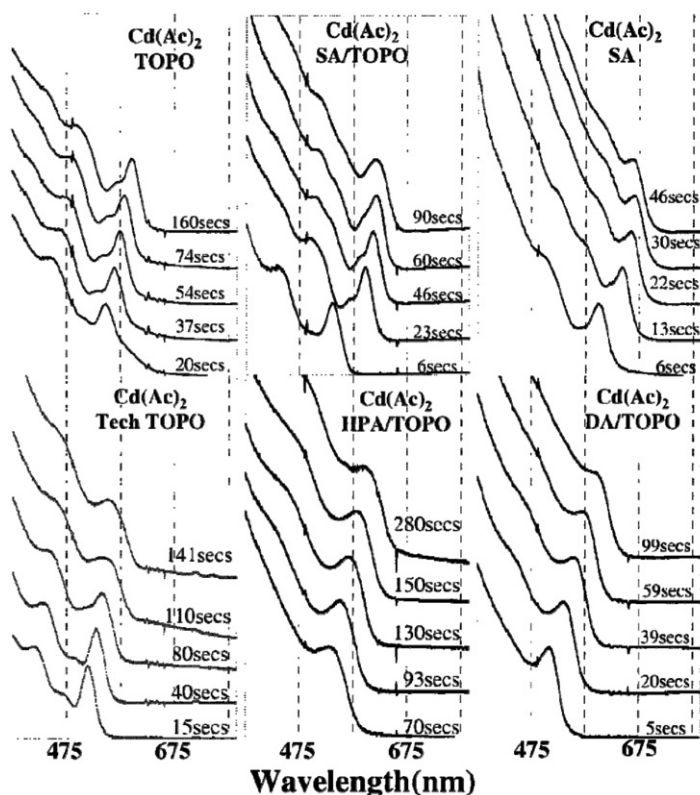 Cd(Ac)2
TOPO
160secs
74secs
54secs
37secs
20secs
Cd(Ac)2
SA/TOPO
90secs
60secs
46secs
23secs
6secs
Cd(Ac)2
SA
46secs
30secs
22secs
13secs
6secs
Cd(Ac)2
Tech TOPO
141secs
110secs
80secs
40secs
15secs
Cd(Ac)2
HPA/TOPO
280secs
150secs
130secs
93secs
70secs
Cd(Ac)2
DA/TOPO
99secs
59secs
39secs
20secs
5secs
475 675 475 675 475 675
Wavelength(nm)